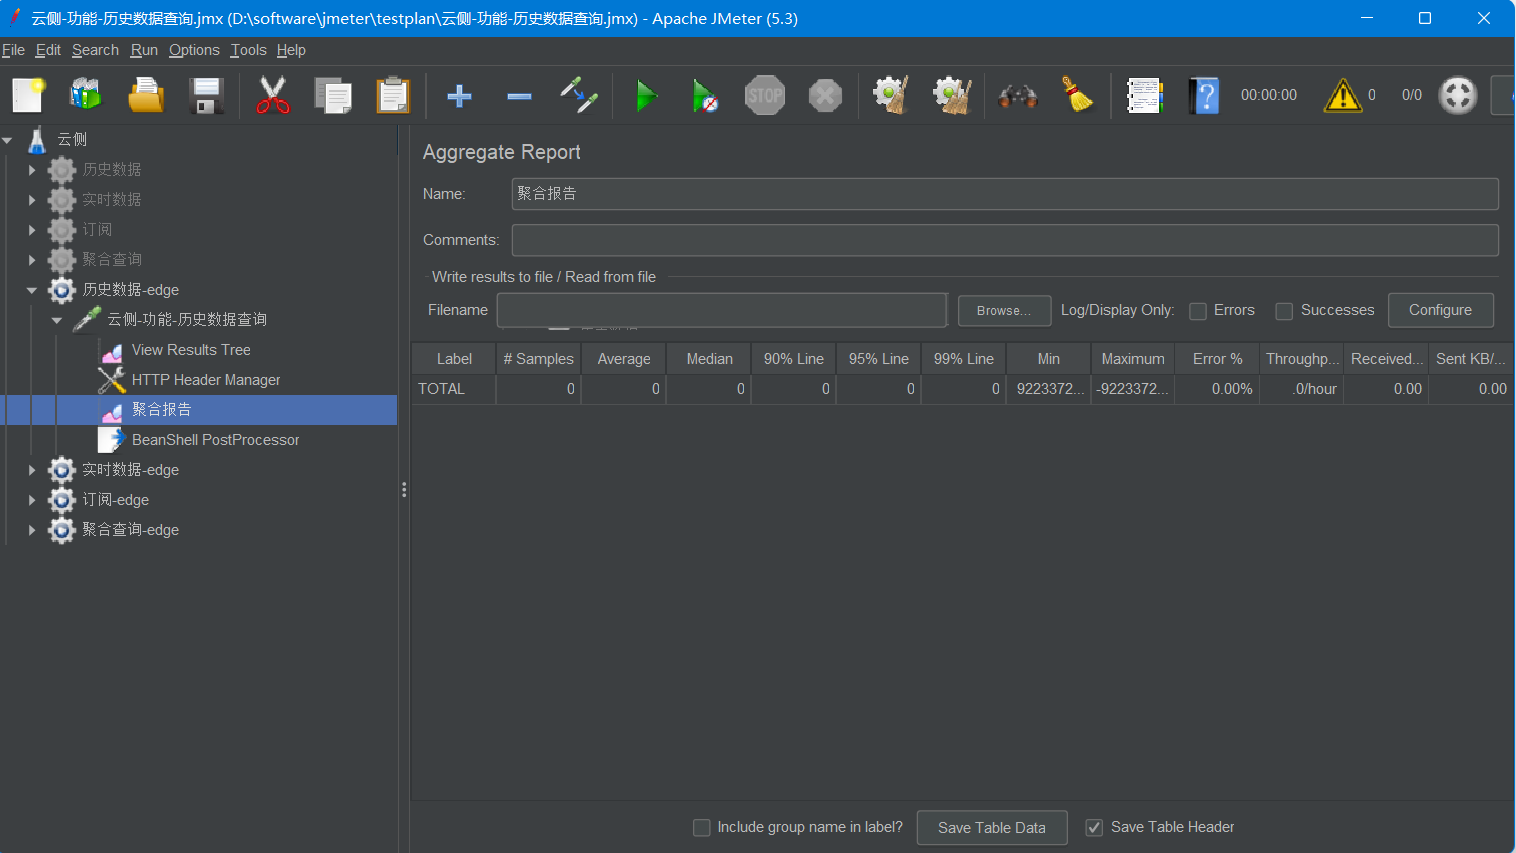 云侧-功能-历史数据查询.jmx (D:\software\jmeter\testplan\云侧-功能-历史数据查询.jmx) - Apache JMeter (5.3)
File Edit Search Run Options Tools Help
STOP
00:00:00
0
0/0
云侧
历史数据
实时数据
订阅
聚合查询
历史数据-edge
云侧-功能-历史数据查询
View Results Tree
HTTP Header Manager
聚合报告
BeanShell PostProcessor
实时数据-edge
订阅-edge
聚合查询-edge
Aggregate Report
Name: 聚合报告
Comments:
Write results to file / Read from file
Filename Browse... Log/Display Only: Errors Successes Configure
Label # Samples Average Median 90% Line 95% Line 99% Line Min Maximum Error % Throughp... Received... Sent KB/...
TOTAL 0 0 0 0 0 0 9223372... -9223372... 0.00% .0/hour 0.00 0.00
Include group name in label? Save Table Data Save Table Header